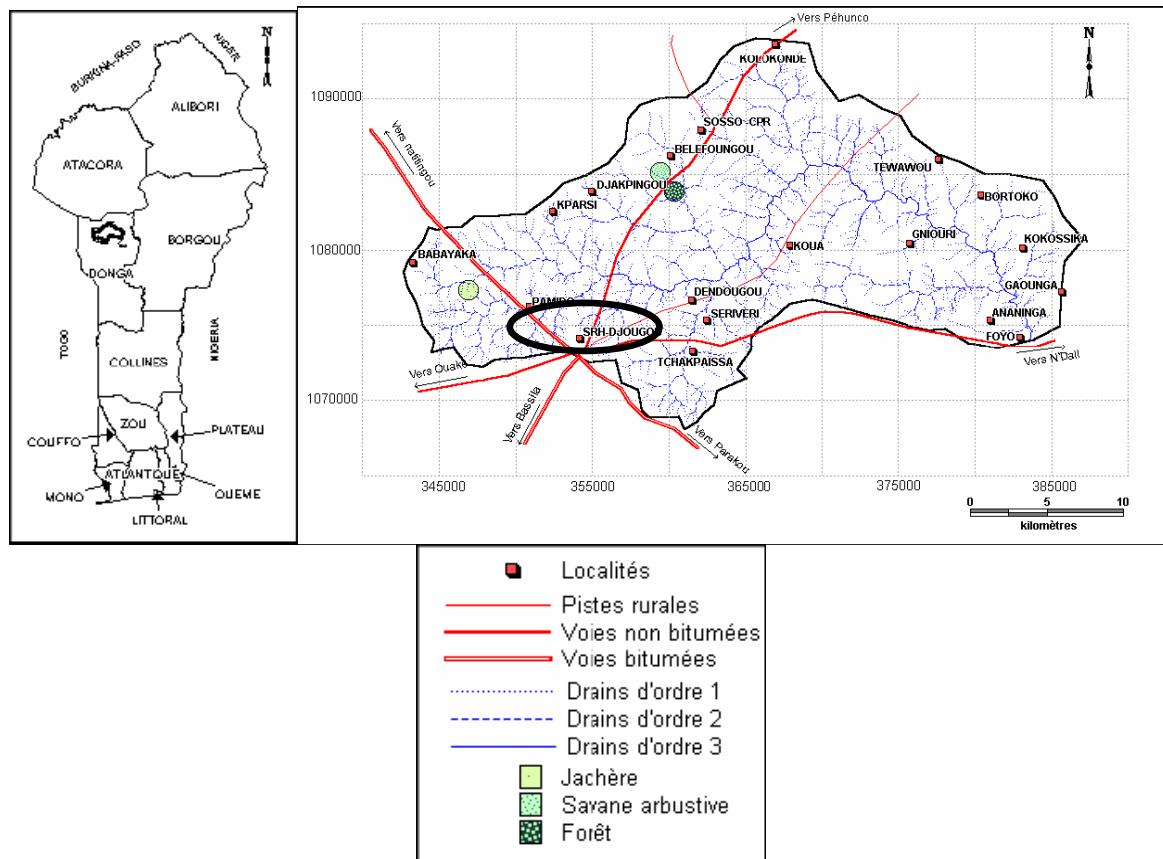 N
BURKINA-FASO
NIGER
ALIBORI
ATACORA
BORGOU
DONGA
TOGO
NIGERIA
COLLINES
ZOU
COUFFO
PLATEAU
ATLANTIQUE
MONO
OUEME
LITTORAL
Vers Péhunco
N
KOLOKONDE
1090000
SOSSO-CPR
Vers natitingou
BELEFOUNGOU
TEWAWOU
DJAKPINGOU
BORTOKO
KPARSI
GNIOURI
KOKOSSIKA
1080000
KOUA
BABAYAKA
GAOUNGA
DENDOUGOU
SERIVERI
ANANINGA
SRH-DJOUGOU
FOYO
TCHAKPAISSA
Vers N'Dali
Vers Ouake
1070000
Vers Bassila
Vers Parakou
345000
355000
365000
375000
385000
0
5
10
kilomètres
Localités
Pistes rurales
Voies non bitumées
Voies bitumées
Drains d'ordre 1
Drains d'ordre 2
Drains d'ordre 3
Jachère
Savane arbustive
Forêt